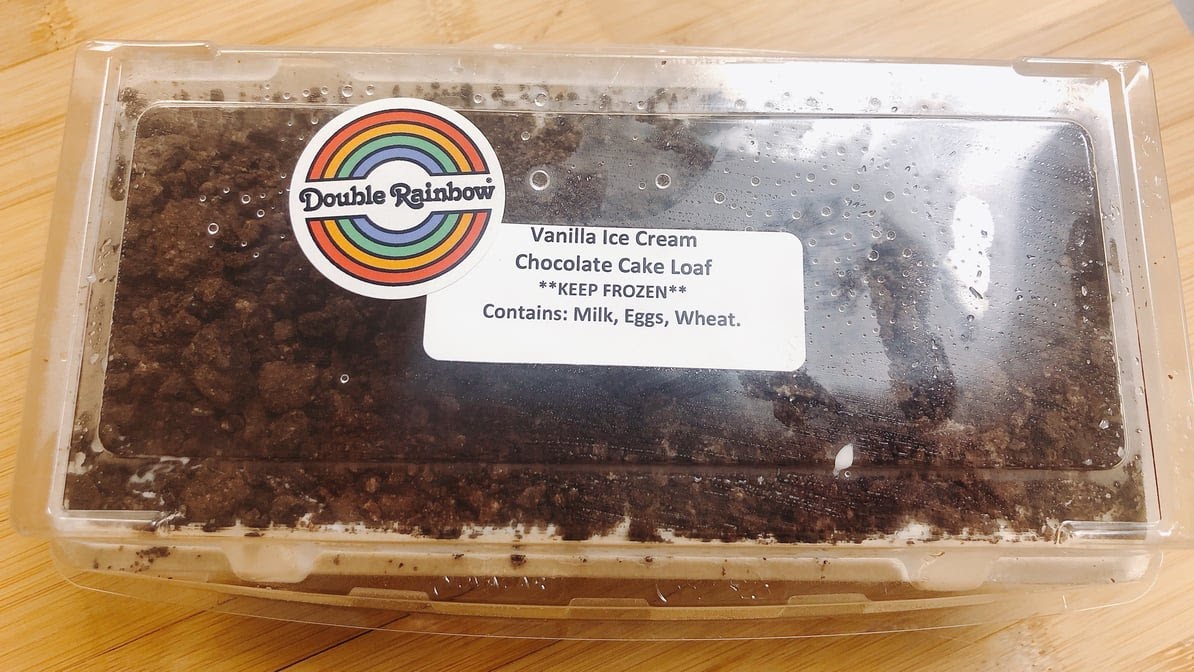 Double Rainbow
Vanilla Ice Cream
Chocolate Cake Loaf
**KEEP FROZEN**
Contains: Milk, Eggs, Wheat.